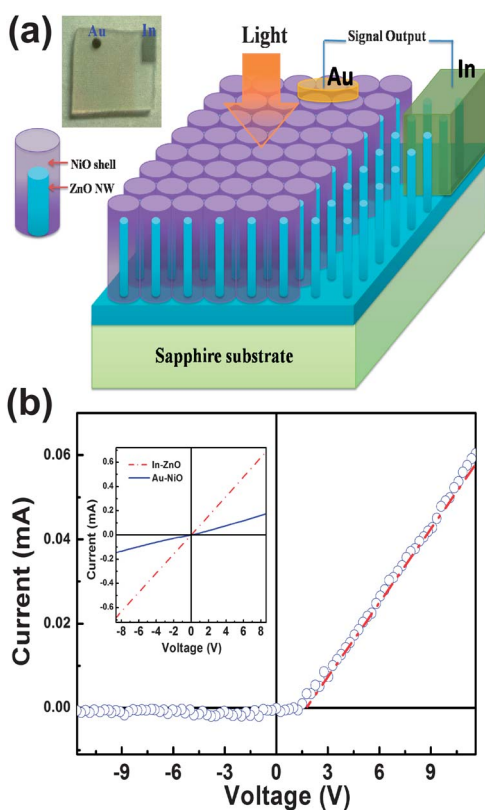 (a)
Au
In
Light
Signal Output
Au
In
NiO shell
ZnO NW
Sapphire substrate
(b)
Current (mA)
0.06
0.04
0.02
0.00
-9
-6
-3
0
3
6
9
Voltage (V)
In-ZnO
Au-NiO
Current (mA)
0.6
0.4
0.2
0.0
-0.2
-0.4
-0.6
-8
-6
-4
-2
0
2
4
6
8
Voltage (V)